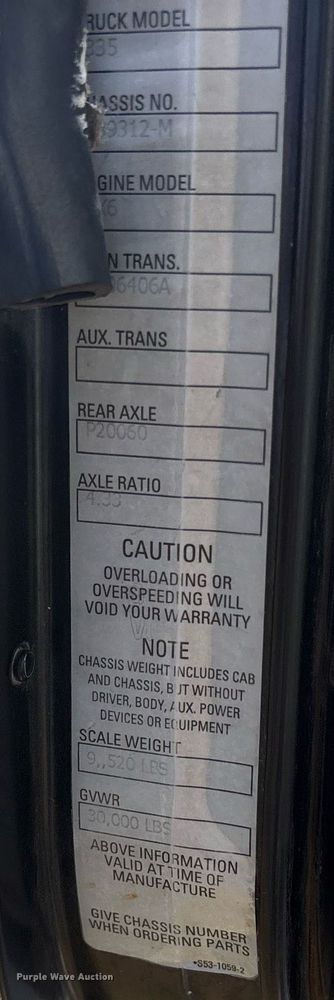 RUCK MODEL
335
ASSIS NO.
9312-M
GINE MODEL
X6
N TRANS.
06406A
AUX. TRANS
REAR AXLE
P20060
AXLE RATIO
4.33
CAUTION
OVERLOADING OR
OVERSPEEDING WILL
VOID YOUR WARRANTY
NOTE
CHASSIS WEIGHT INCLUDES CAB
AND CHASSIS, BUT WITHOUT
DRIVER, BODY, AUX. POWER
DEVICES OR EQUIPMENT
SCALE WEIGHT
9,,520 LBS
GVWR
30,000 LBS
ABOVE INFORMATION
VALID AT TIME OF
MANUFACTURE
GIVE CHASSIS NUMBER
WHEN ORDERING PARTS
*S53-1059-2
Purple Wave Auction